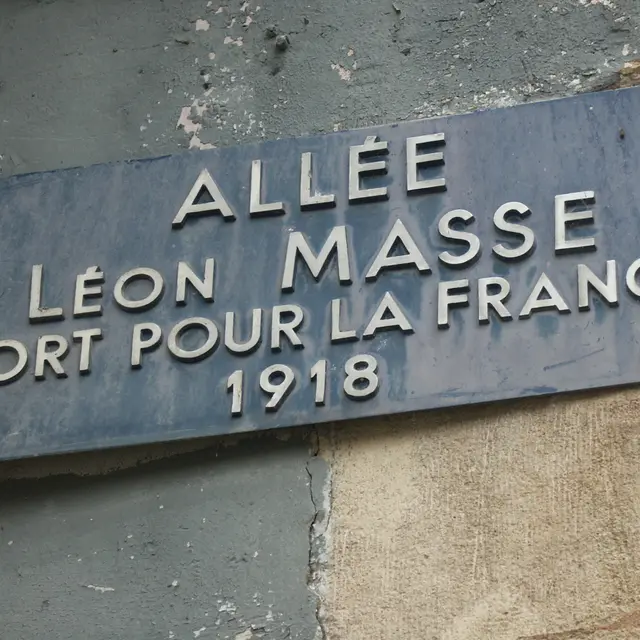 ALLÉE
LÉON MASSE
ORT POUR LA FRANC
1918